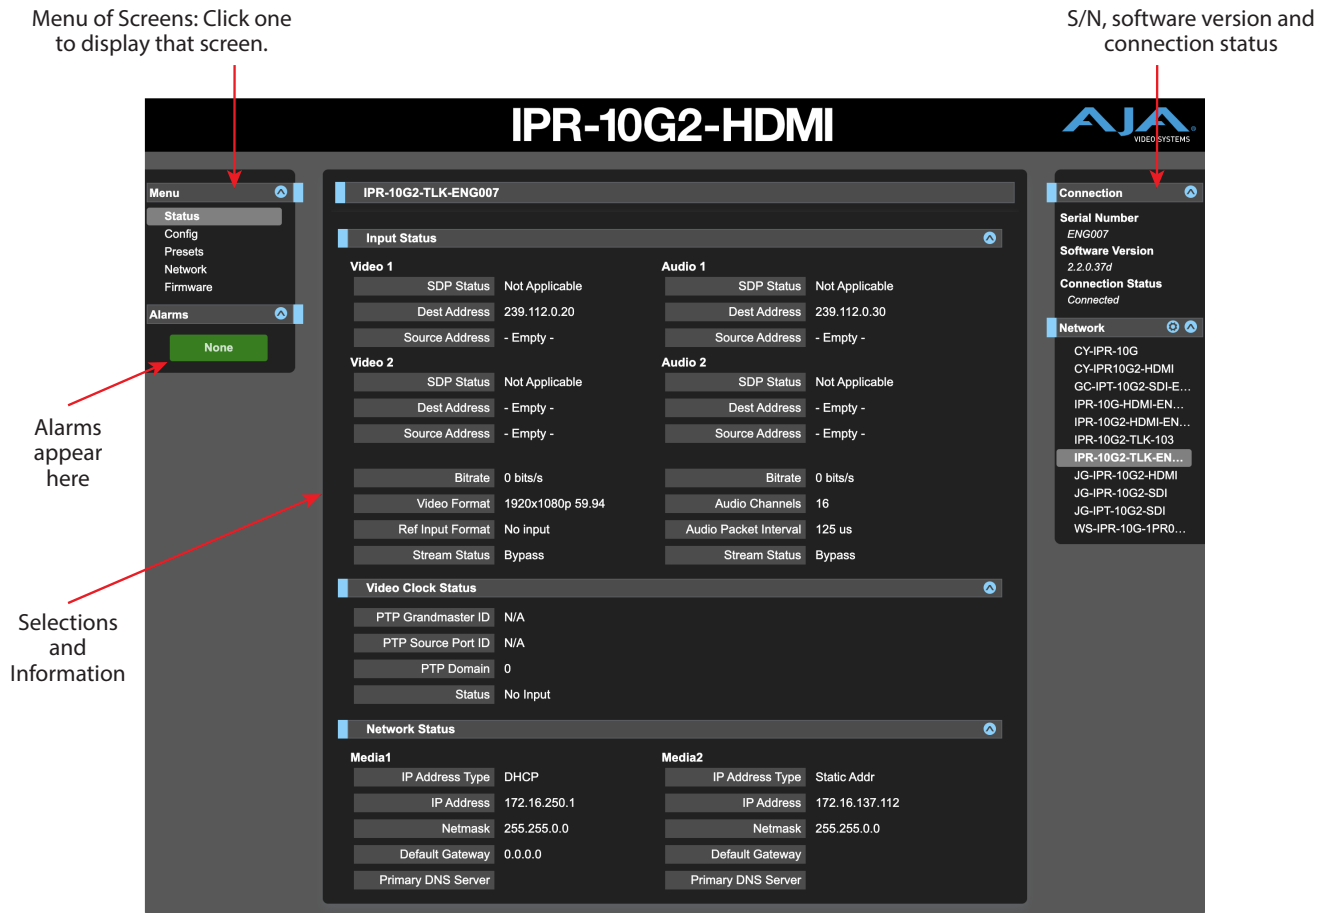 Menu of Screens: Click one
to display that screen.
S/N, software version and
connection status
IPR-10G2-HDMI
AJA
VIDEO SYSTEMS
Menu
Status
Config
Presets
Network
Firmware
Alarms
None
Alarms
appear
here
Selections
and
Information
IPR-10G2-TLK-ENG007
Input Status
Video 1
SDP Status Not Applicable
Dest Address 239.112.0.20
Source Address - Empty -
Video 2
SDP Status Not Applicable
Dest Address - Empty -
Source Address - Empty -
Bitrate 0 bits/s
Video Format 1920x1080p 59.94
Ref Input Format No input
Stream Status Bypass
Audio 1
SDP Status Not Applicable
Dest Address 239.112.0.30
Source Address - Empty -
Audio 2
SDP Status Not Applicable
Dest Address - Empty -
Source Address - Empty -
Bitrate 0 bits/s
Audio Channels 16
Audio Packet Interval 125 us
Stream Status Bypass
Video Clock Status
PTP Grandmaster ID N/A
PTP Source Port ID N/A
PTP Domain 0
Status No Input
Network Status
Media1
IP Address Type DHCP
IP Address 172.16.250.1
Netmask 255.255.0.0
Default Gateway 0.0.0.0
Primary DNS Server
Media2
IP Address Type Static Addr
IP Address 172.16.137.112
Netmask 255.255.0.0
Default Gateway
Primary DNS Server
Connection
Serial Number
ENG007
Software Version
2.2.0.37d
Connection Status
Connected
Network
CY-IPR-10G
CY-IPR10G2-HDMI
GC-IPT-10G2-SDI-E...
IPR-10G-HDMI-EN...
IPR-10G2-HDMI-EN...
IPR-10G2-TLK-103
IPR-10G2-TLK-EN...
JG-IPR-10G2-HDMI
JG-IPR-10G2-SDI
JG-IPT-10G2-SDI
WS-IPR-10G-1PR0...